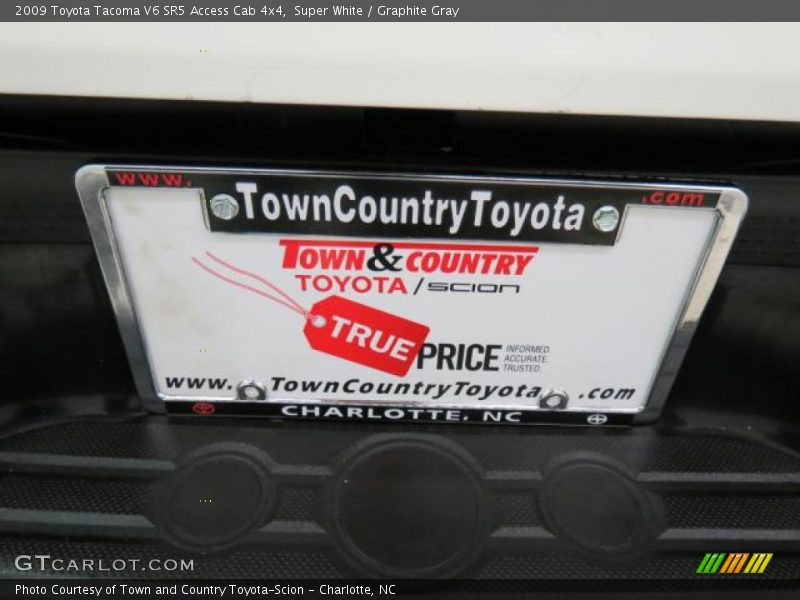 2009 Toyota Tacoma V6 SR5 Access Cab 4x4,  Super White / Graphite Gray
www. .com
TownCountryToyota
TOWN & COUNTRY
TOYOTA / SCION
TRUE PRICE INFORMED.
ACCURATE.
TRUSTED.
www. TownCountryToyota .com
CHARLOTTE, NC
GTCARLOT.COM
Photo Courtesy of Town and Country Toyota-Scion - Charlotte, NC